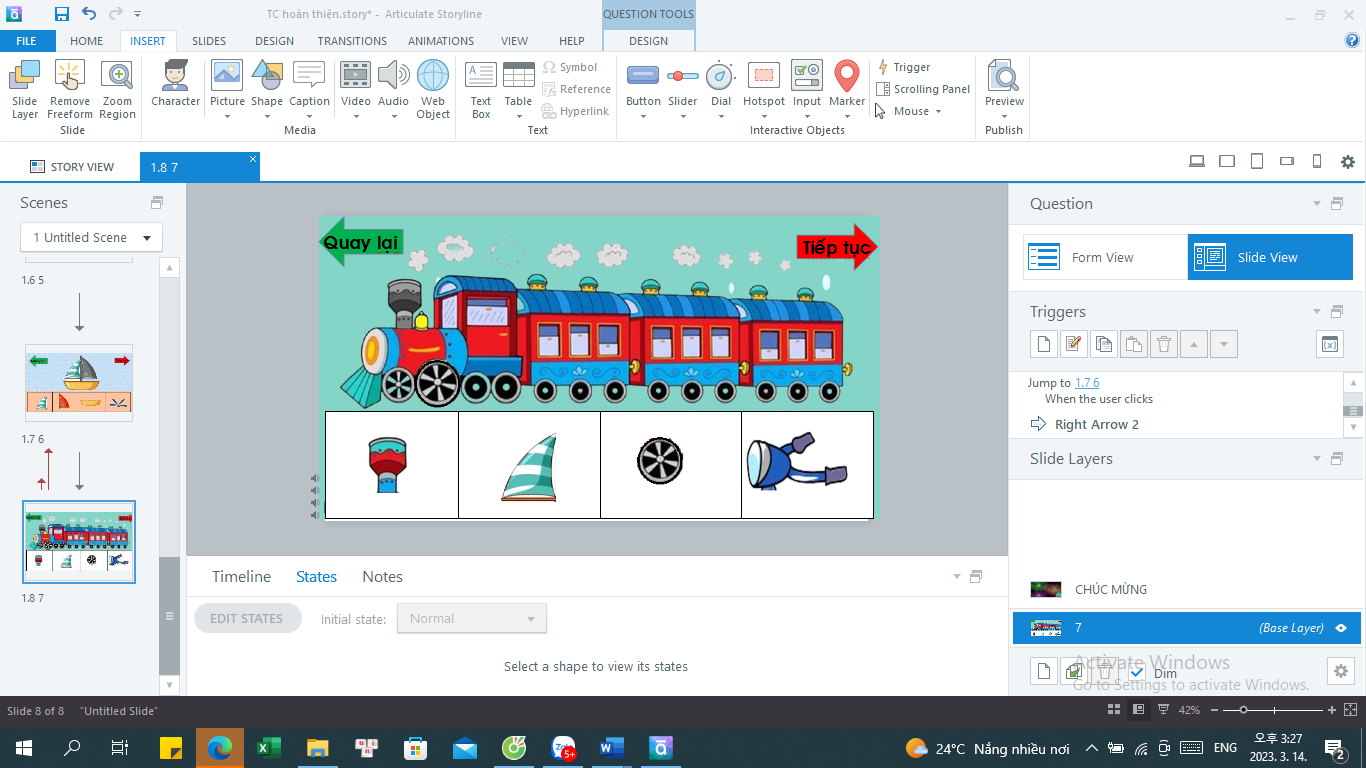 TC hoàn thiện.story* - Articulate Storyline
QUESTION TOOLS
FILE
HOME
INSERT
SLIDES
DESIGN
TRANSITIONS
ANIMATIONS
VIEW
HELP
DESIGN
Slide Layer
Remove Freeform
Zoom Region
Slide
Character
Picture
Shape
Caption
Video
Audio
Web Object
Media
Text Box
Table
Symbol
Reference
Hyperlink
Text
Button
Slider
Dial
Hotspot
Input
Marker
Trigger
Scrolling Panel
Mouse
Interactive Objects
Preview
Publish
STORY VIEW
1.8 7
Scenes
1 Untitled Scene
1.6 5
1.7 6
1.8 7
Quay lại
Tiếp tục
Timeline
States
Notes
EDIT STATES
Initial state:
Normal
Select a shape to view its states
Question
Form View
Slide View
Triggers
Jump to 1.7 6
When the user clicks
Right Arrow 2
Slide Layers
CHÚC MỪNG
7
(Base Layer)
Dim
Activate Windows
Go to Settings to activate Windows.
Slide 8 of 8
"Untitled Slide"
42%
5+
24°C Nắng nhiều nơi
ENG
오후 3:27
2023. 3. 14.
2